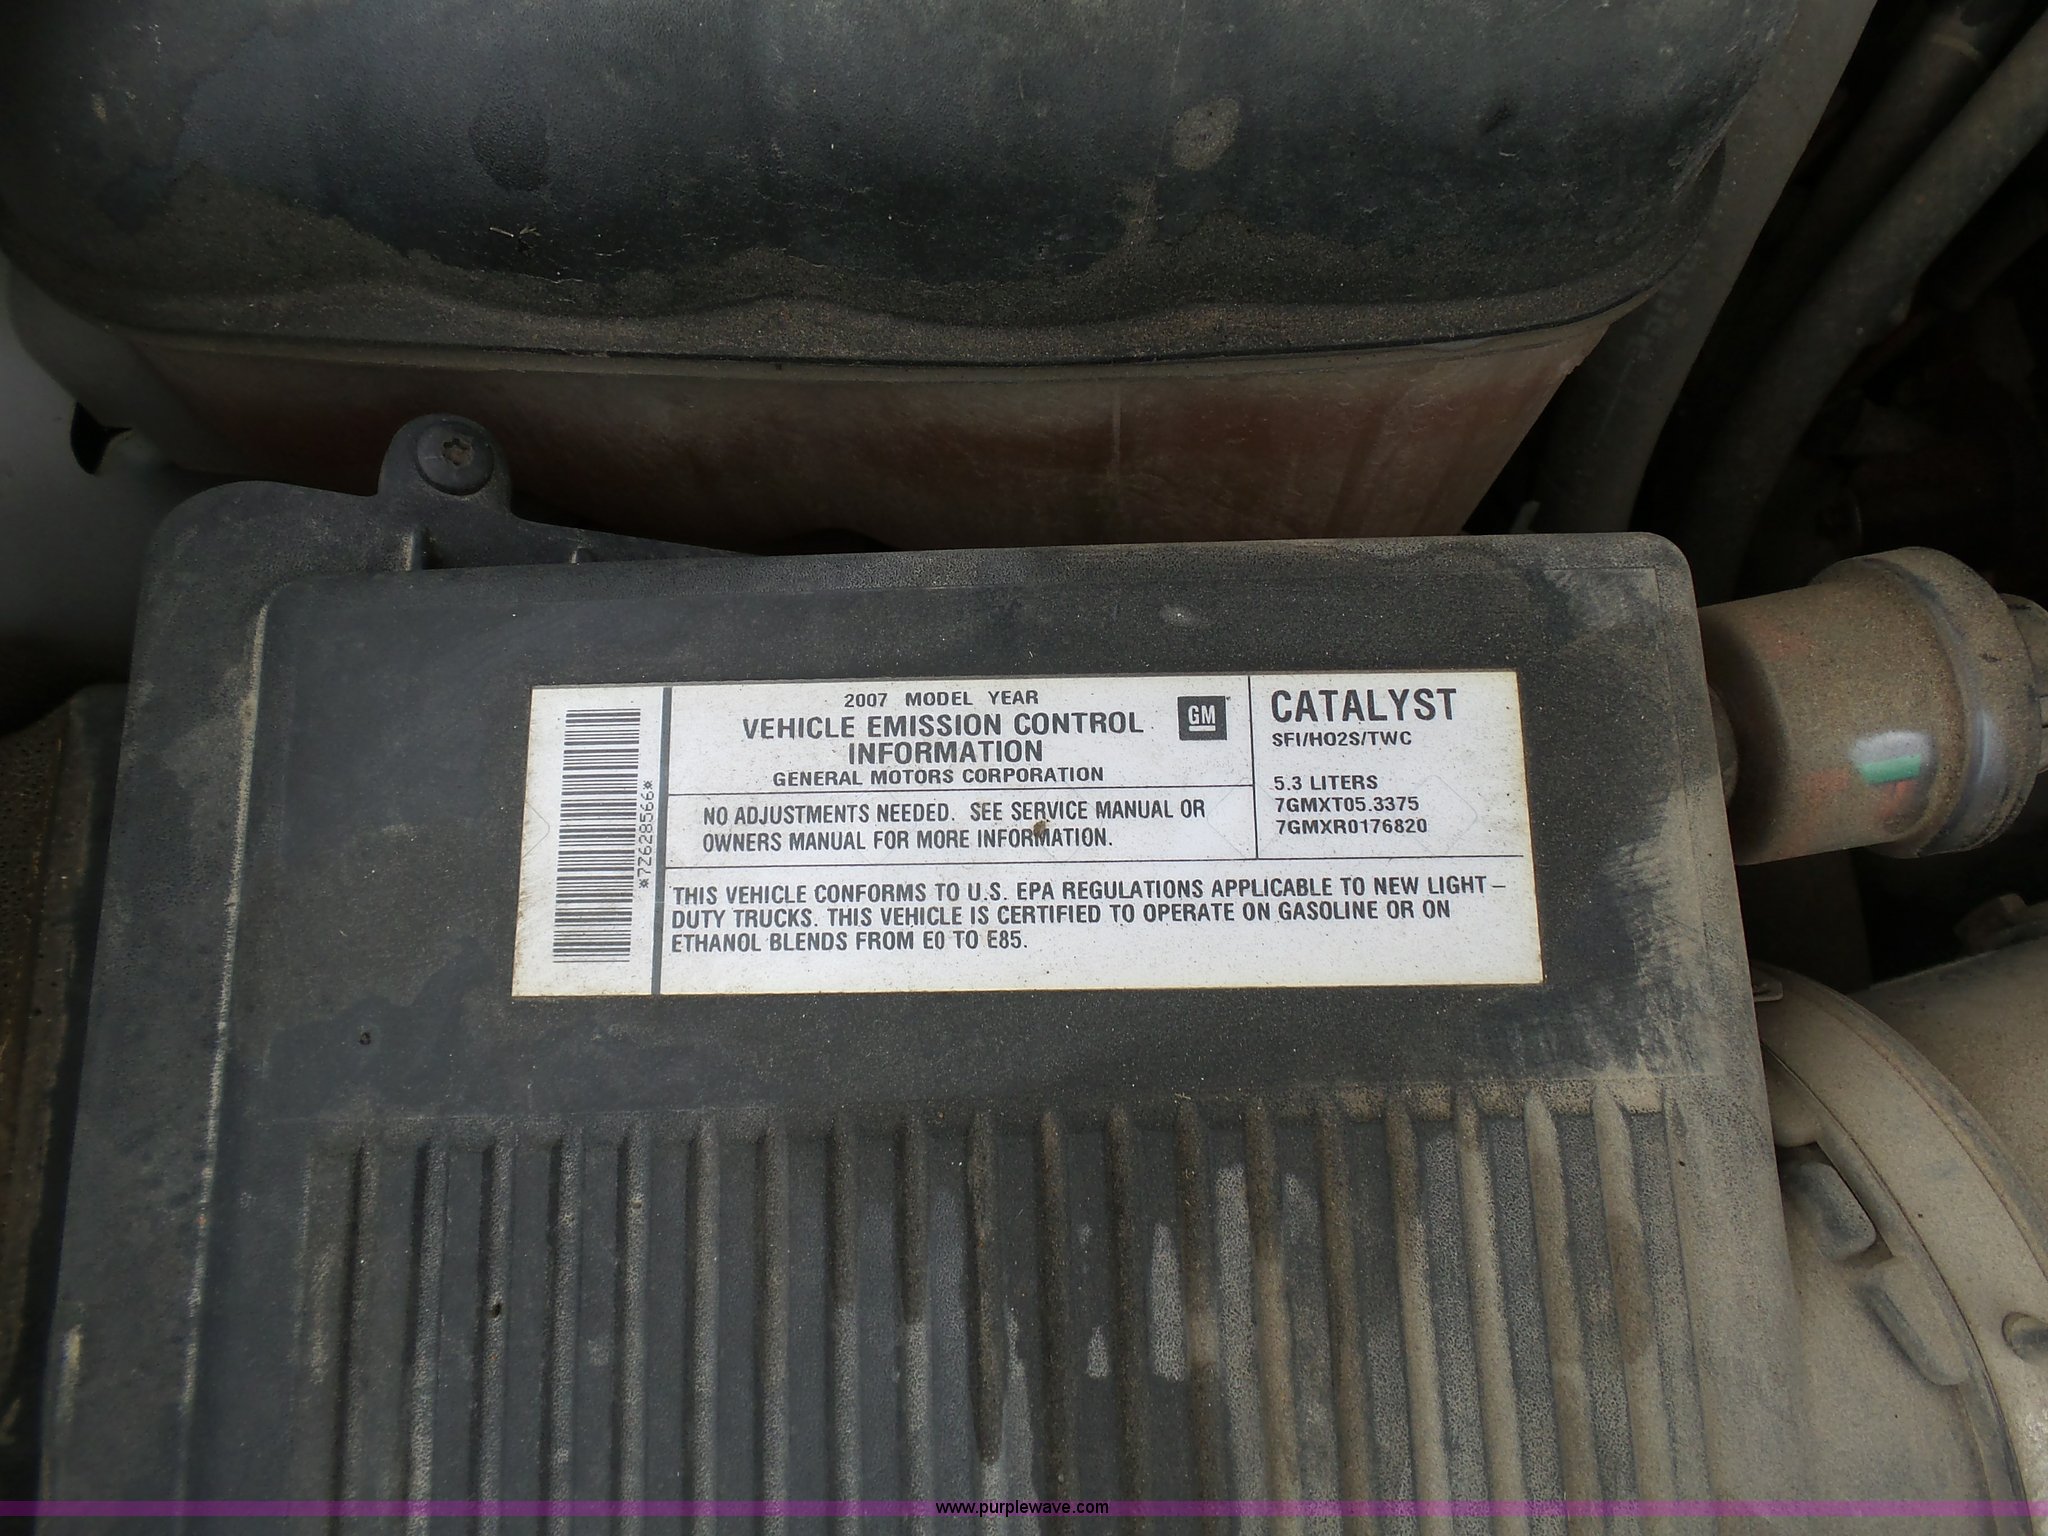 2007 MODEL YEAR
VEHICLE EMISSION CONTROL
INFORMATION
GENERAL MOTORS CORPORATION
GM
CATALYST
SFI/HO2S/TWC
5.3 LITERS
7GMXT05.3375
7GMXR0176820
*7Z628566*
NO ADJUSTMENTS NEEDED. SEE SERVICE MANUAL OR
OWNERS MANUAL FOR MORE INFORMATION.
THIS VEHICLE CONFORMS TO U.S. EPA REGULATIONS APPLICABLE TO NEW LIGHT–
DUTY TRUCKS. THIS VEHICLE IS CERTIFIED TO OPERATE ON GASOLINE OR ON
ETHANOL BLENDS FROM E0 TO E85.
www.purplewave.com